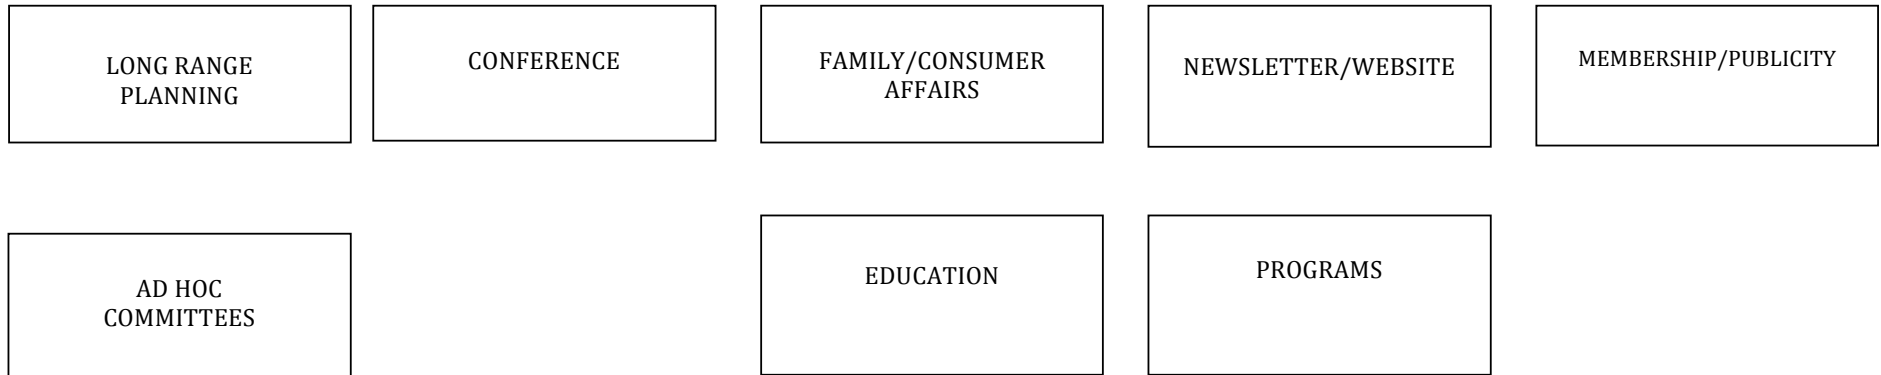 LONG RANGE
PLANNING
CONFERENCE
FAMILY/CONSUMER
AFFAIRS
NEWSLETTER/WEBSITE
MEMBERSHIP/PUBLICITY
AD HOC
COMMITTEES
EDUCATION
PROGRAMS